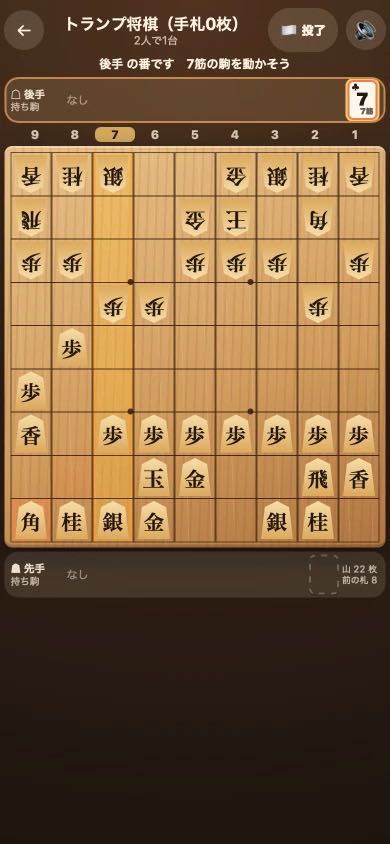 トランプ将棋（手札0枚）
2人で1台
投了
後手 の番です　7筋の駒を動かそう
後手
持ち駒
なし
7
7筋
9 8 7 6 5 4 3 2 1
香 桂 銀 金 銀 桂 香
飛 金 王 角
歩 歩 歩 歩 歩 歩
歩 歩 歩
歩
歩
香 歩 歩 歩 歩 歩 歩 歩
玉 金 飛 香
角 桂 銀 金 銀 桂
先手
持ち駒
なし
山 22 枚
前の札 8